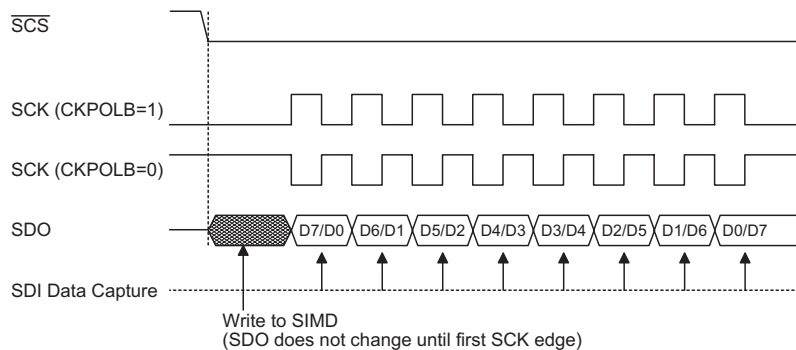 SCS
SCK (CKPOLB=1)
SCK (CKPOLB=0)
SDO D7/D0 D6/D1 D5/D2 D4/D3 D3/D4 D2/D5 D1/D6 D0/D7
SDI Data Capture
Write to SIMD
(SDO does not change until first SCK edge)